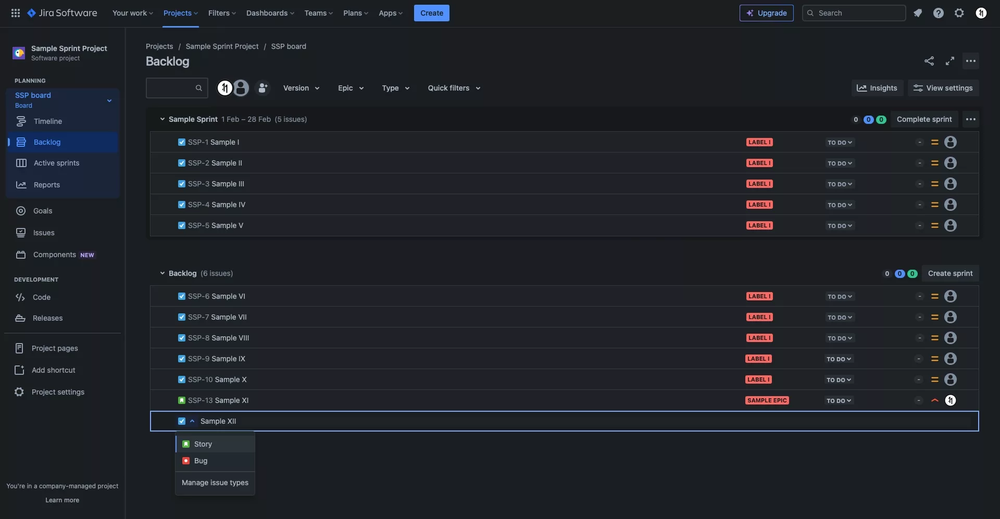 Jira Software Your work Projects Filters Dashboards Teams Plans Apps Create Upgrade Search
Sample Sprint Project
Software project
PLANNING
SSP board
Board
Timeline
Backlog
Active sprints
Reports
Goals
Issues
Components NEW
DEVELOPMENT
Code
Releases
Project pages
Add shortcut
Project settings
You're in a company-managed project
Learn more
Projects / Sample Sprint Project / SSP board
Backlog
Version Epic Type Quick filters Insights View settings
Sample Sprint 1 Feb – 28 Feb (5 issues) 0 0 0 Complete sprint
SSP-1 Sample I LABEL I TO DO -
SSP-2 Sample II LABEL I TO DO -
SSP-3 Sample III LABEL I TO DO -
SSP-4 Sample IV LABEL I TO DO -
SSP-5 Sample V LABEL I TO DO -
Backlog (6 issues) 0 0 0 Create sprint
SSP-6 Sample VI LABEL I TO DO -
SSP-7 Sample VII LABEL I TO DO -
SSP-8 Sample VIII LABEL I TO DO -
SSP-9 Sample IX LABEL I TO DO -
SSP-10 Sample X LABEL I TO DO -
SSP-13 Sample XI SAMPLE EPIC TO DO -
Sample XII
Story
Bug
Manage issue types